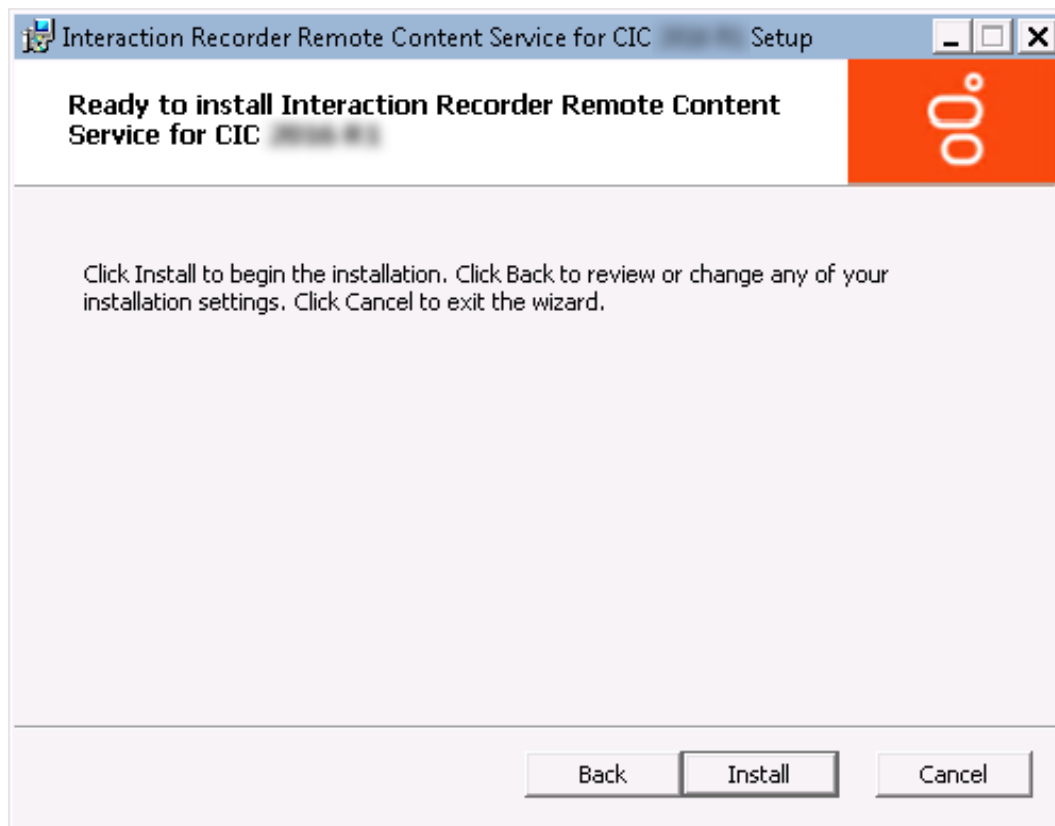 Interaction Recorder Remote Content Service for CIC Setup
Ready to install Interaction Recorder Remote Content
Service for CIC
Click Install to begin the installation. Click Back to review or change any of your
installation settings. Click Cancel to exit the wizard.
Back Install Cancel